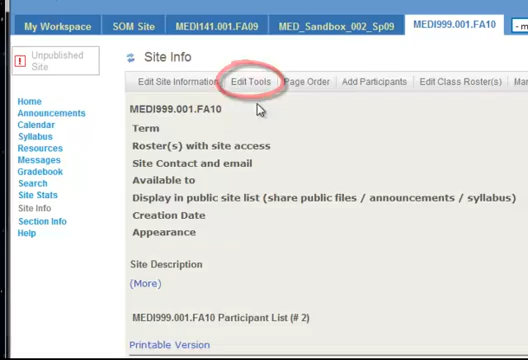 My Workspace SOM Site MEDI141.001.FA09 MED_Sandbox_002_Sp09 MEDI999.001.FA10
Unpublished
Site
Site Info
Edit Site Information Edit Tools Page Order Add Participants Edit Class Roster(s)
MEDI999.001.FA10
Term
Roster(s) with site access
Site Contact and email
Available to
Display in public site list (share public files / announcements / syllabus)
Creation Date
Appearance
Site Description
(More)
MEDI999.001.FA10 Participant List (# 2)
Printable Version
Home
Announcements
Calendar
Syllabus
Resources
Messages
Gradebook
Search
Site Stats
Site Info
Section Info
Help